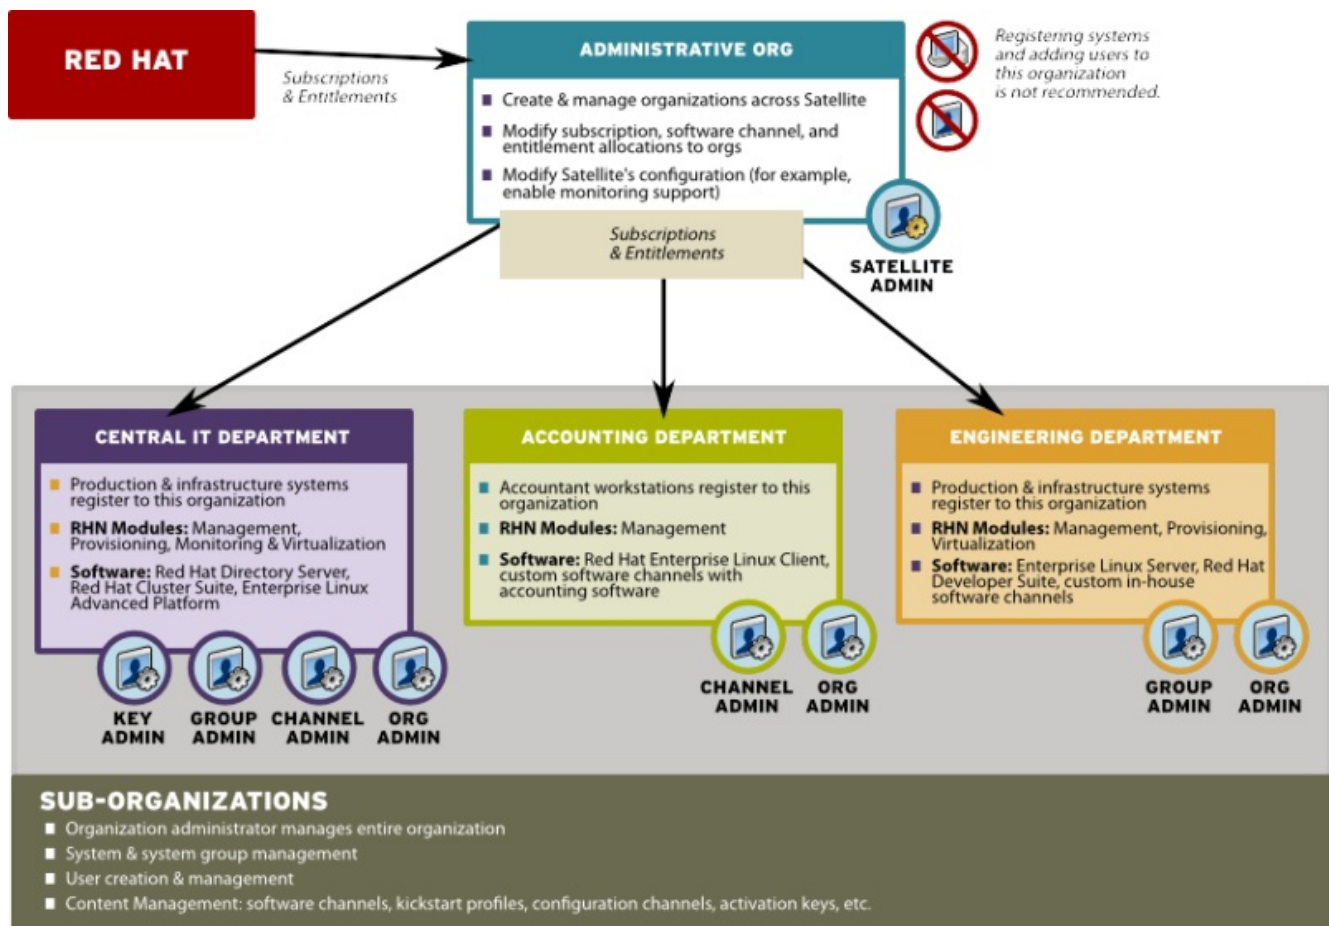 RED HAT
Subscriptions
& Entitlements
ADMINISTRATIVE ORG
Create & manage organizations across Satellite
Modify subscription, software channel, and
entitlement allocations to orgs
Modify Satellite's configuration (for example,
enable monitoring support)
Registering systems
and adding users to
this organization
is not recommended.
Subscriptions
& Entitlements
SATELLITE
ADMIN
CENTRAL IT DEPARTMENT
Production & infrastructure systems
register to this organization
RHN Modules: Management,
Provisioning, Monitoring & Virtualization
Software: Red Hat Directory Server,
Red Hat Cluster Suite, Enterprise Linux
Advanced Platform
KEY
ADMIN
GROUP
ADMIN
CHANNEL
ADMIN
ORG
ADMIN
ACCOUNTING DEPARTMENT
Accountant workstations register to this
organization
RHN Modules: Management
Software: Red Hat Enterprise Linux Client,
custom software channels with
accounting software
CHANNEL
ADMIN
ORG
ADMIN
ENGINEERING DEPARTMENT
Production & infrastructure systems
register to this organization
RHN Modules: Management, Provisioning,
Virtualization
Software: Enterprise Linux Server, Red Hat
Developer Suite, custom in-house
software channels
GROUP
ADMIN
ORG
ADMIN
SUB-ORGANIZATIONS
Organization administrator manages entire organization
System & system group management
User creation & management
Content Management: software channels, kickstart profiles, configuration channels, activation keys, etc.